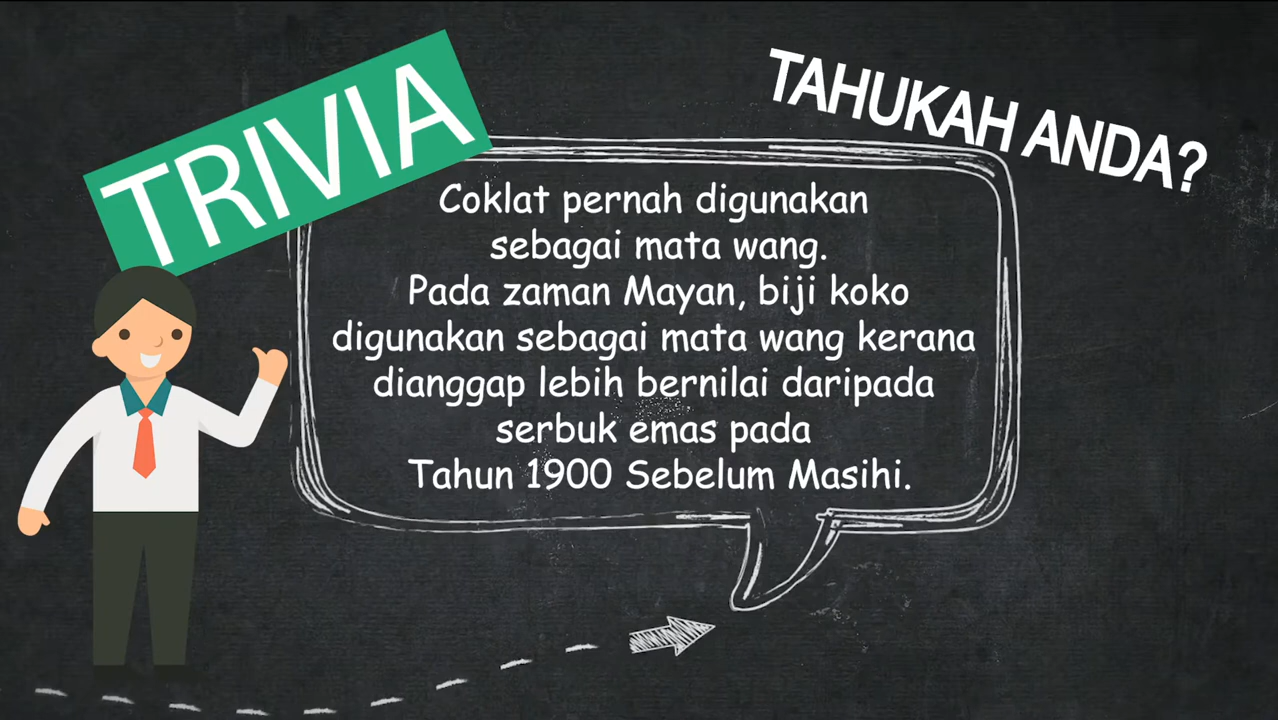 TRIVIA
TAHUKAH ANDA?
Coklat pernah digunakan
sebagai mata wang.
Pada zaman Mayan, biji koko
digunakan sebagai mata wang kerana
dianggap lebih bernilai daripada
serbuk emas pada
Tahun 1900 Sebelum Masihi.